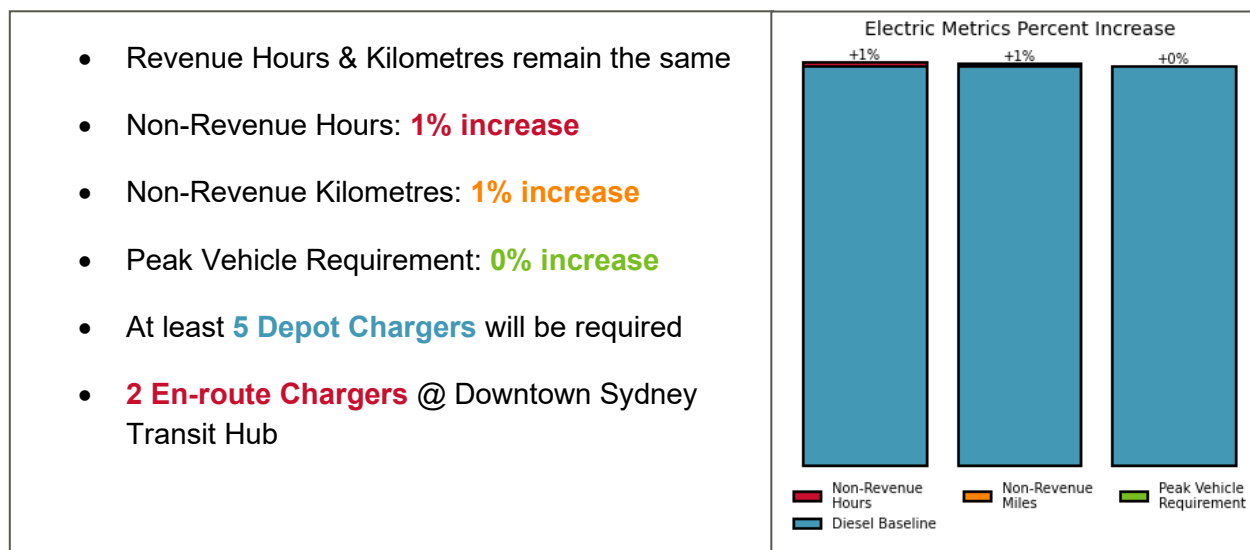 Revenue Hours & Kilometres remain the same
Non-Revenue Hours: 1% increase
Non-Revenue Kilometres: 1% increase
Peak Vehicle Requirement: 0% increase
At least 5 Depot Chargers will be required
2 En-route Chargers @ Downtown Sydney
Transit Hub
Electric Metrics Percent Increase
+1%
+1%
+0%
Non-Revenue
Hours
Non-Revenue
Miles
Peak Vehicle
Requirement
Diesel Baseline